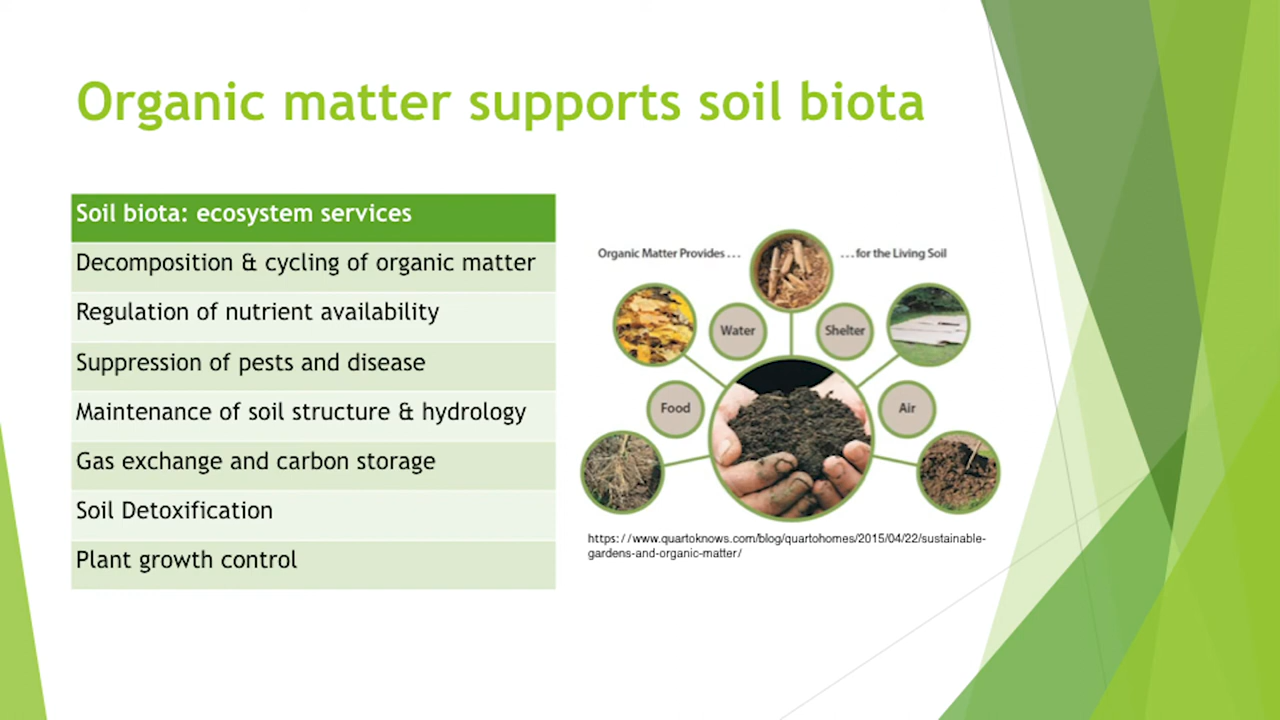 Organic matter supports soil biota
Soil biota: ecosystem services
Decomposition & cycling of organic matter
Regulation of nutrient availability
Suppression of pests and disease
Maintenance of soil structure & hydrology
Gas exchange and carbon storage
Soil Detoxification
Plant growth control
Organic Matter Provides . . .
. . . for the Living Soil
Water
Shelter
Food
Air
https://www.quartoknows.com/blog/quartohomes/2015/04/22/sustainable-
gardens-and-organic-matter/